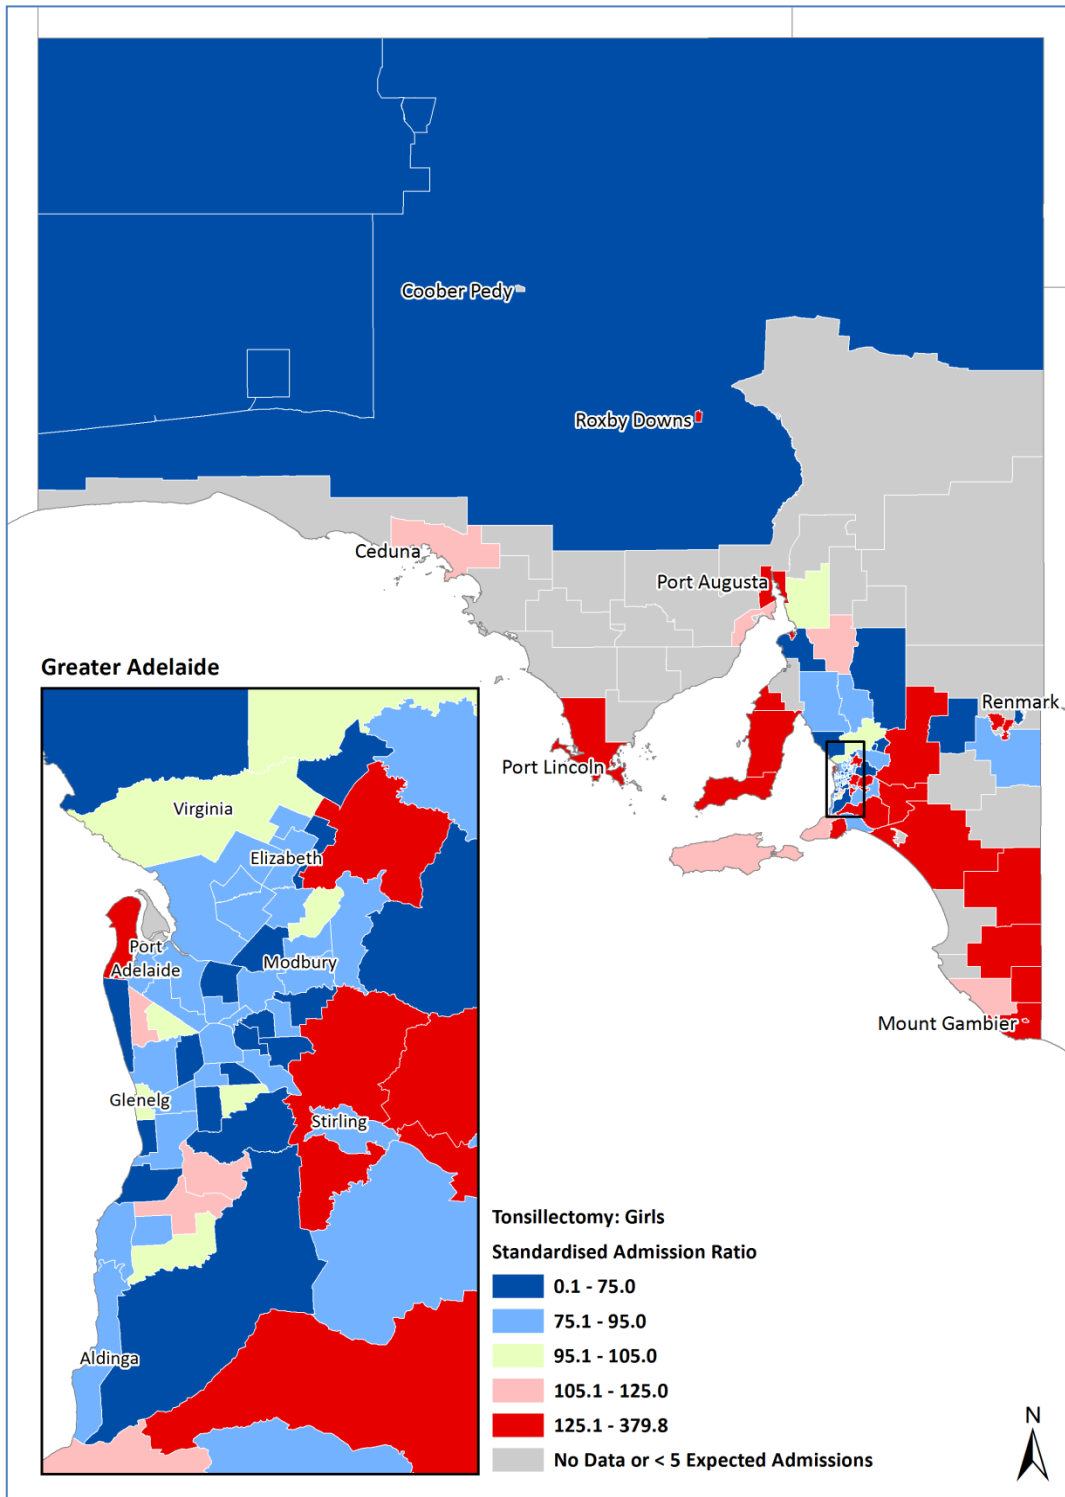 Coober Pedy
Roxby Downs
Ceduna
Port Augusta
Greater Adelaide
Renmark
Port Lincoln
Virginia
Elizabeth
Port
Adelaide
Modbury
Mount Gambier
Glenelg
Stirling
Tonsillectomy: Girls
Standardised Admission Ratio
0.1 - 75.0
75.1 - 95.0
95.1 - 105.0
Aldinga
105.1 - 125.0
125.1 - 379.8
No Data or < 5 Expected Admissions
N